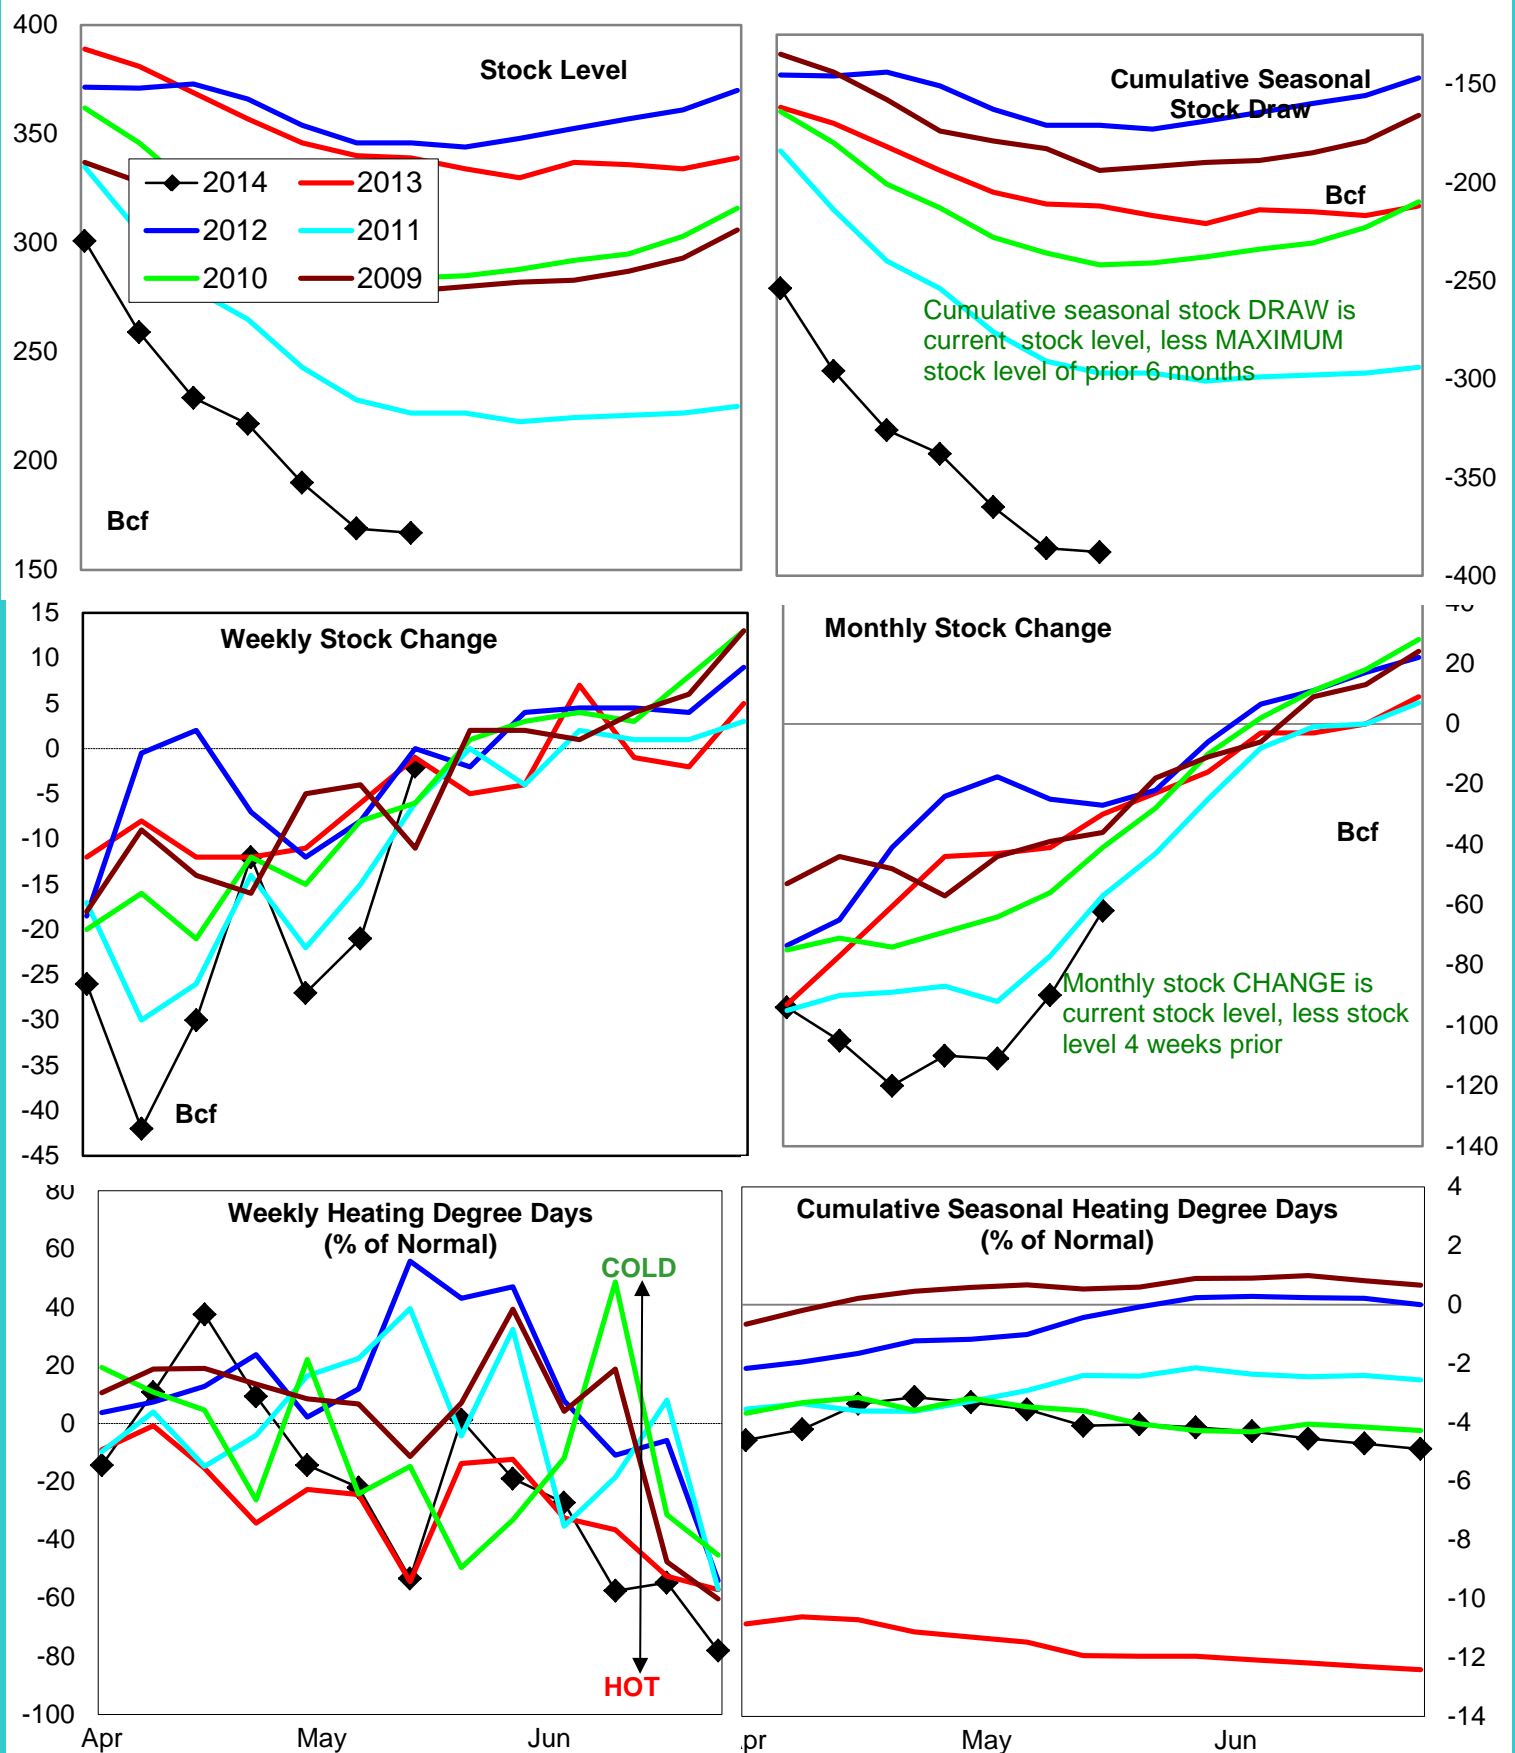 400
350
300
250
200
150
Stock Level
2014 2013
2012 2011
2010 2009
Bcf
Cumulative Seasonal
Stock Draw
Bcf
Cumulative seasonal stock DRAW is
current stock level, less MAXIMUM
stock level of prior 6 months
-150
-200
-250
-300
-350
-400
15
10
5
0
-5
-10
-15
-20
-25
-30
-35
-40
-45
Weekly Stock Change
Bcf
Monthly Stock Change
Bcf
Monthly stock CHANGE is
current stock level, less stock
level 4 weeks prior
40
20
0
-20
-40
-60
-80
-100
-120
-140
80
60
40
20
0
-20
-40
-60
-80
-100
Weekly Heating Degree Days
(% of Normal)
COLD
HOT
Apr May Jun
Cumulative Seasonal Heating Degree Days
(% of Normal)
4
2
0
-2
-4
-6
-8
-10
-12
-14
pr May Jun